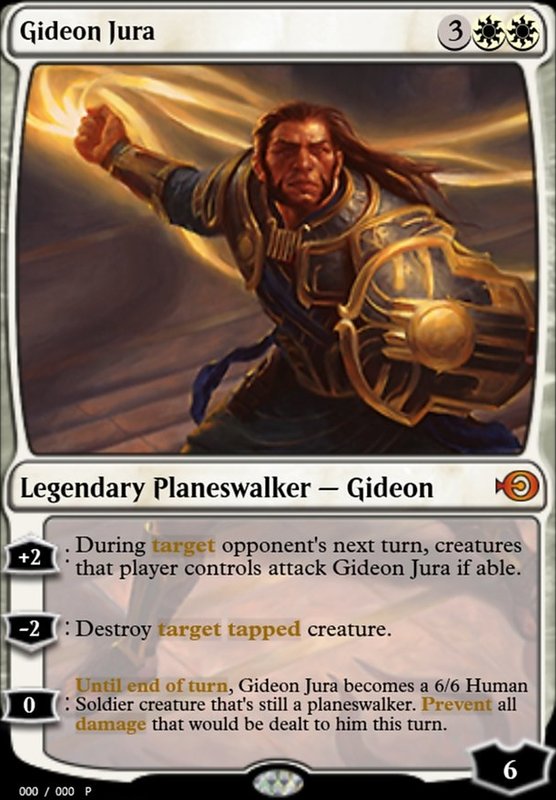 Gideon Jura
3
Legendary Planeswalker — Gideon
+2 : During target opponent's next turn, creatures
that player controls attack Gideon Jura if able.
-2 : Destroy target tapped creature.
Until end of turn, Gideon Jura becomes a 6/6 Human
0 : Soldier creature that's still a planeswalker. Prevent all
damage that would be dealt to him this turn.
6
000 / 000 P